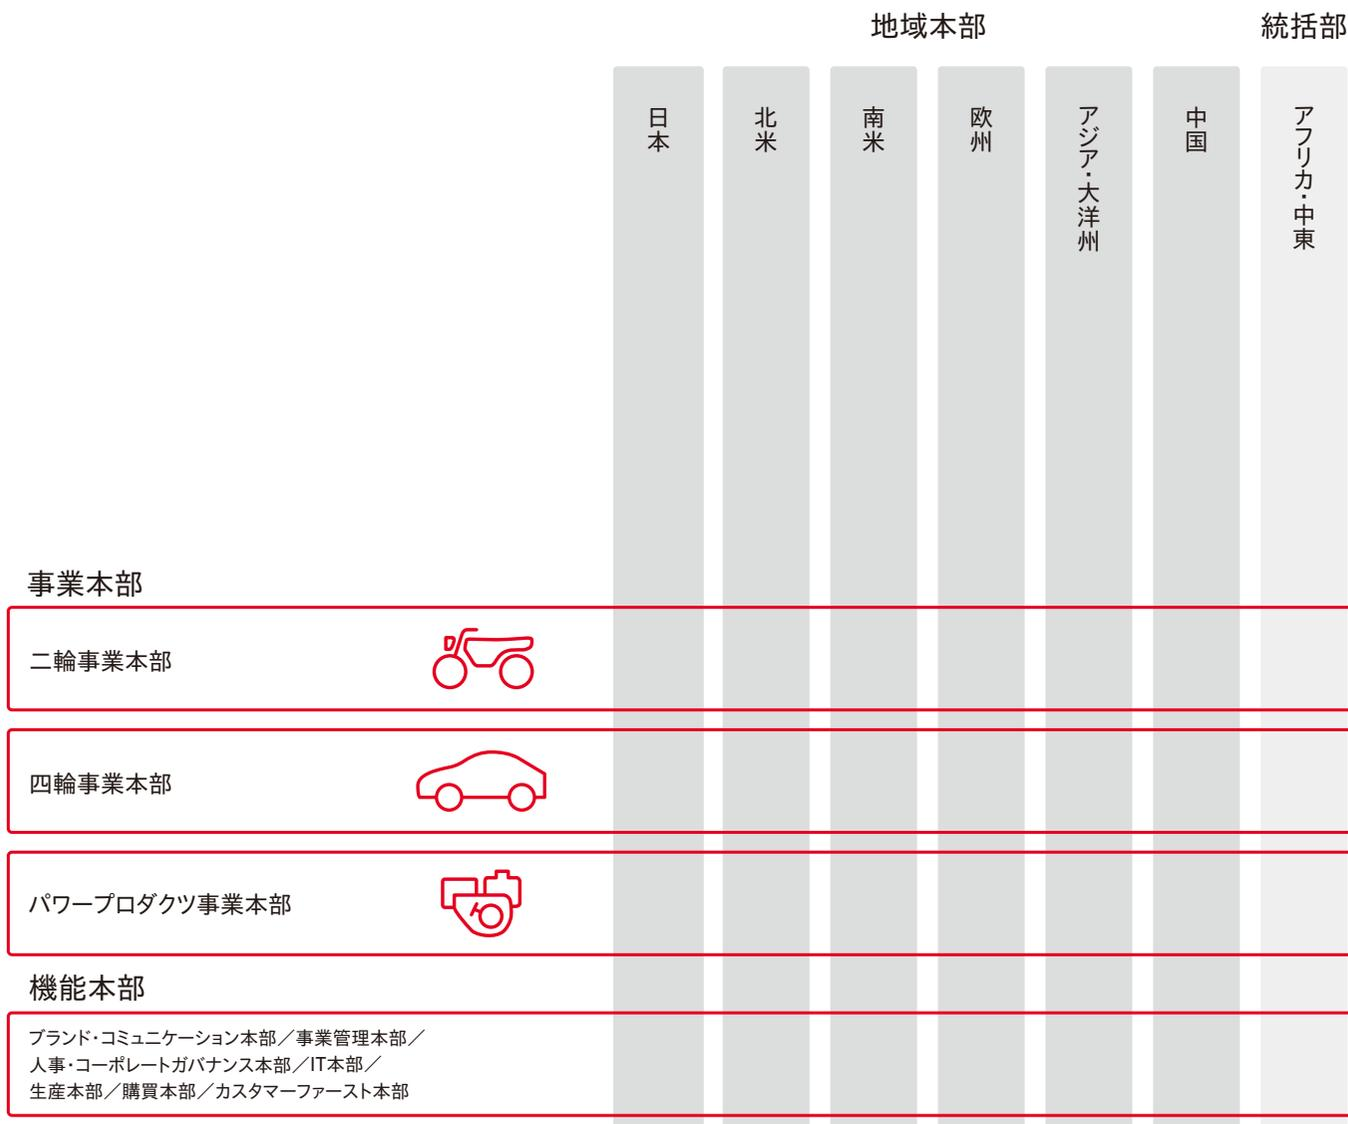 地域本部
統括部
日本
北米
南米
欧州
アジア・大洋州
中国
アフリカ・中東
事業本部
二輪事業本部
四輪事業本部
パワープロダクツ事業本部
機能本部
ブランド・コミュニケーション本部／事業管理本部／
人事・コーポレートガバナンス本部／IT本部／
生産本部／購買本部／カスタマーファースト本部